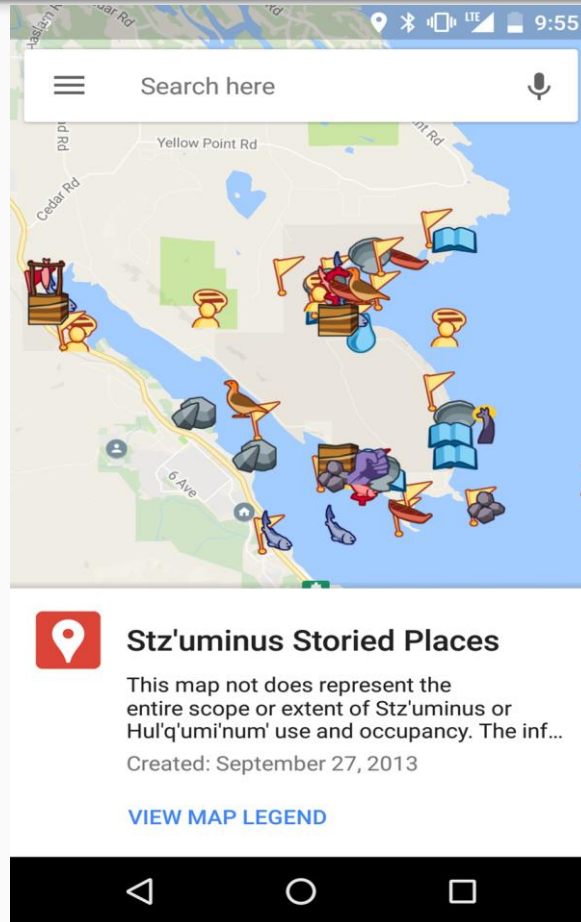 LTE 9:55
Search here
Yellow Point Rd
Cedar Rd
6 Ave
Stz'uminus Storied Places
This map not does represent the
entire scope or extent of Stz'uminus or
Hul'q'umi'num' use and occupancy. The inf...
Created: September 27, 2013
VIEW MAP LEGEND